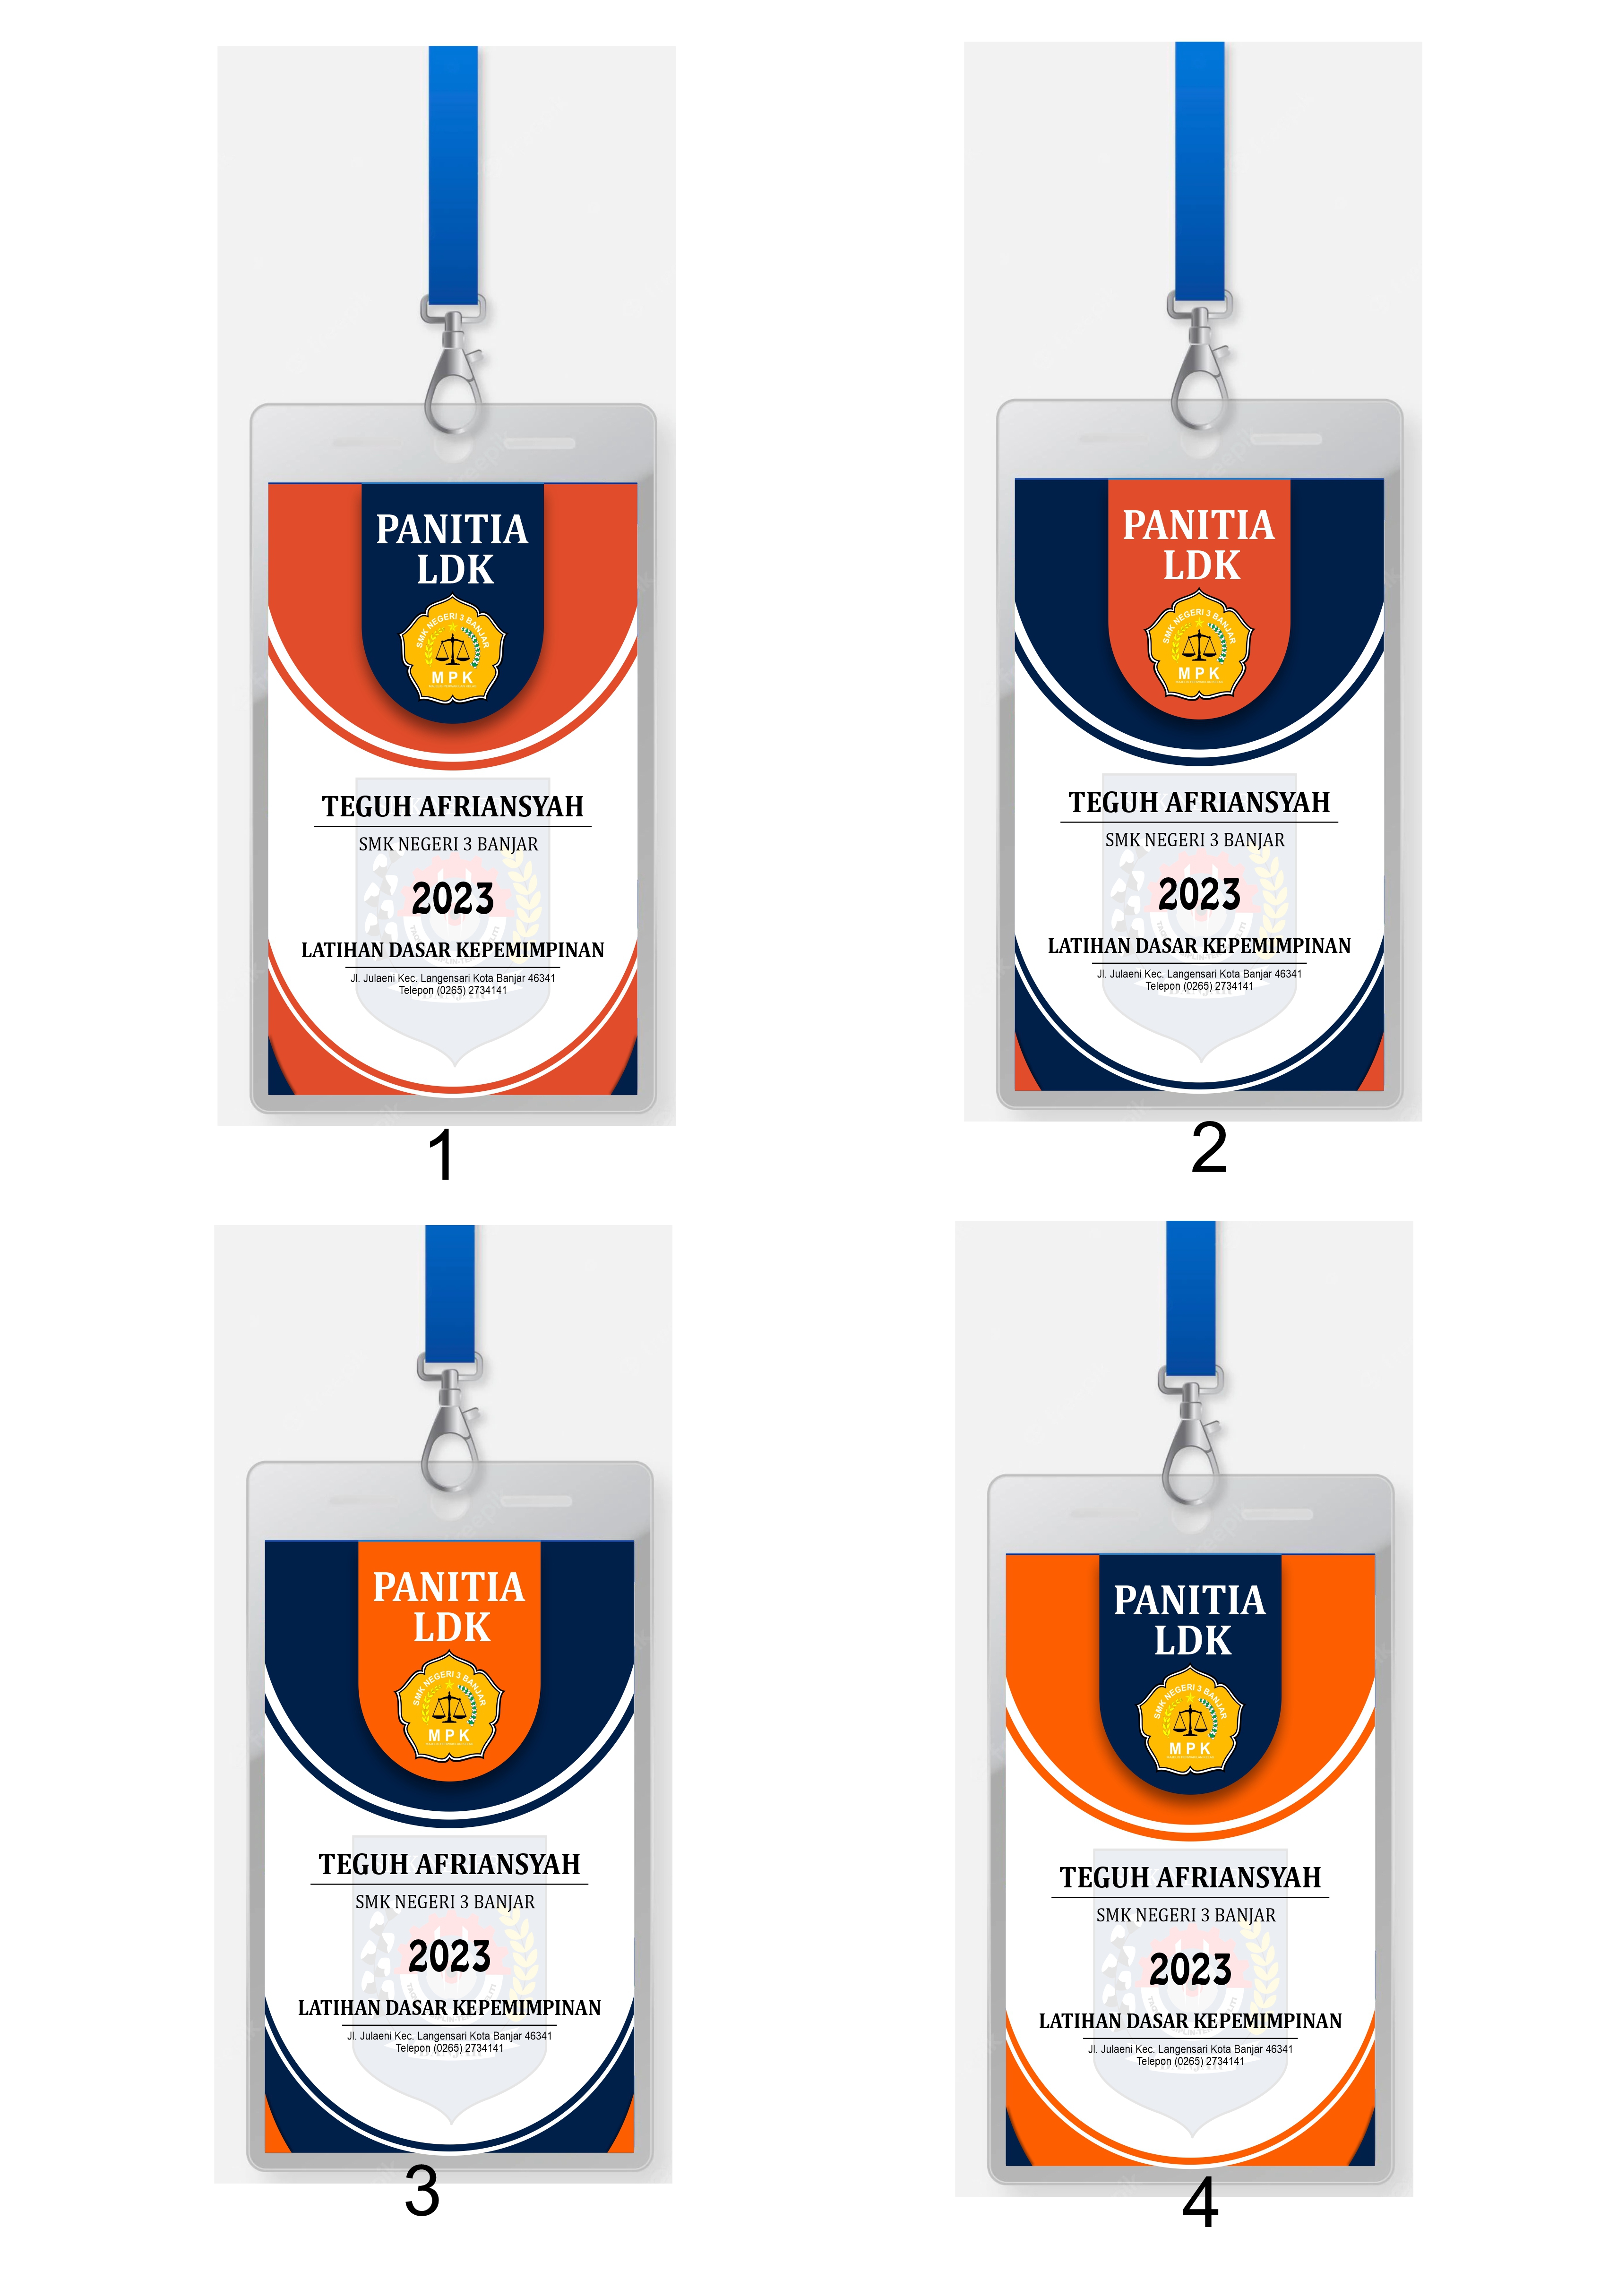 PANITIA
LDK
SMK NEGERI 3 BANJAR
MPK
TEGUH AFRIANSYAH
SMK NEGERI 3 BANJAR
2023
LATIHAN DASAR KEPEMIMPINAN
Jl. Julaeni Kec. Langensari Kota Banjar 46341
Telepon (0265) 2734141
1
PANITIA
LDK
SMK NEGERI 3 BANJAR
MPK
TEGUH AFRIANSYAH
SMK NEGERI 3 BANJAR
2023
LATIHAN DASAR KEPEMIMPINAN
Jl. Julaeni Kec. Langensari Kota Banjar 46341
Telepon (0265) 2734141
2
PANITIA
LDK
SMK NEGERI 3 BANJAR
MPK
TEGUH AFRIANSYAH
SMK NEGERI 3 BANJAR
2023
LATIHAN DASAR KEPEMIMPINAN
Jl. Julaeni Kec. Langensari Kota Banjar 46341
Telepon (0265) 2734141
3
PANITIA
LDK
SMK NEGERI 3 BANJAR
MPK
TEGUH AFRIANSYAH
SMK NEGERI 3 BANJAR
2023
LATIHAN DASAR KEPEMIMPINAN
Jl. Julaeni Kec. Langensari Kota Banjar 46341
Telepon (0265) 2734141
4